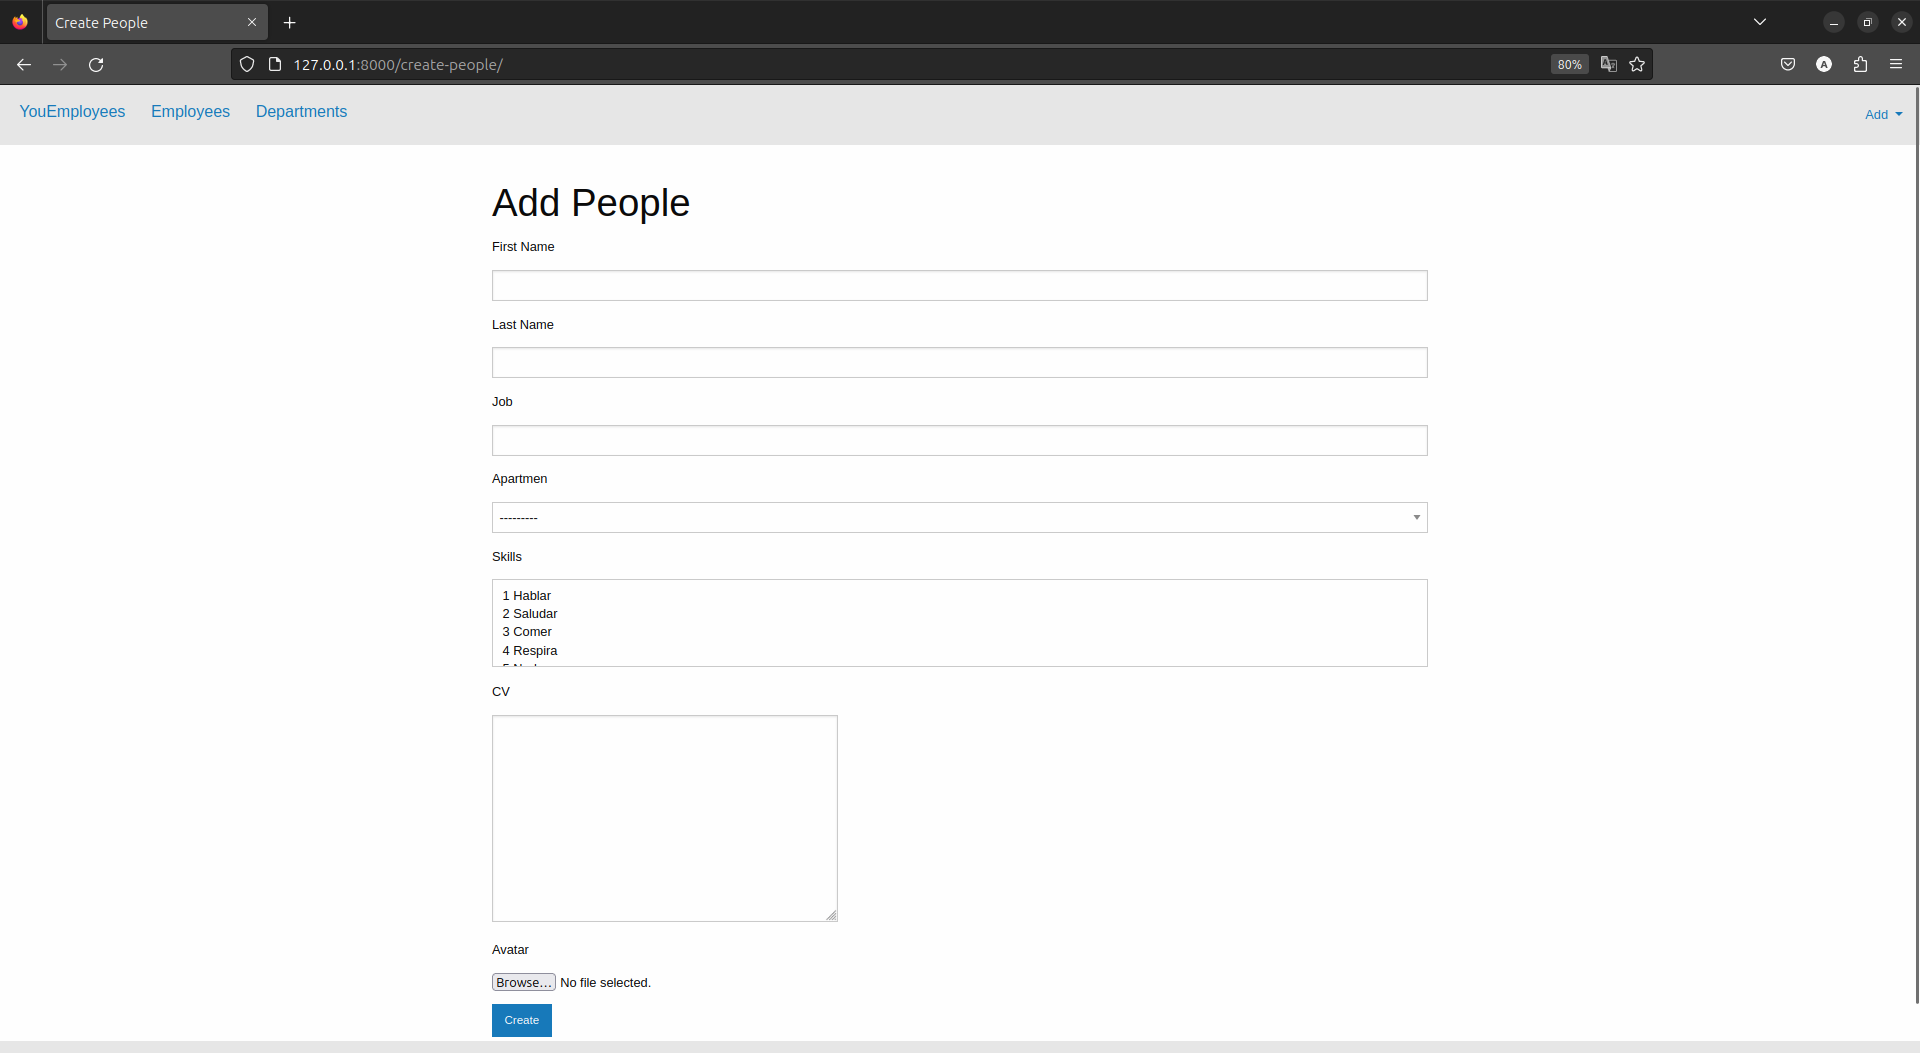 Create People
127.0.0.1:8000/create-people/
80%
YouEmployees Employees Departments
Add
Add People
First Name
Last Name
Job
Apartmen
---------
Skills
1 Hablar
2 Saludar
3 Comer
4 Respira
CV
Avatar
Browse... No file selected.
Create